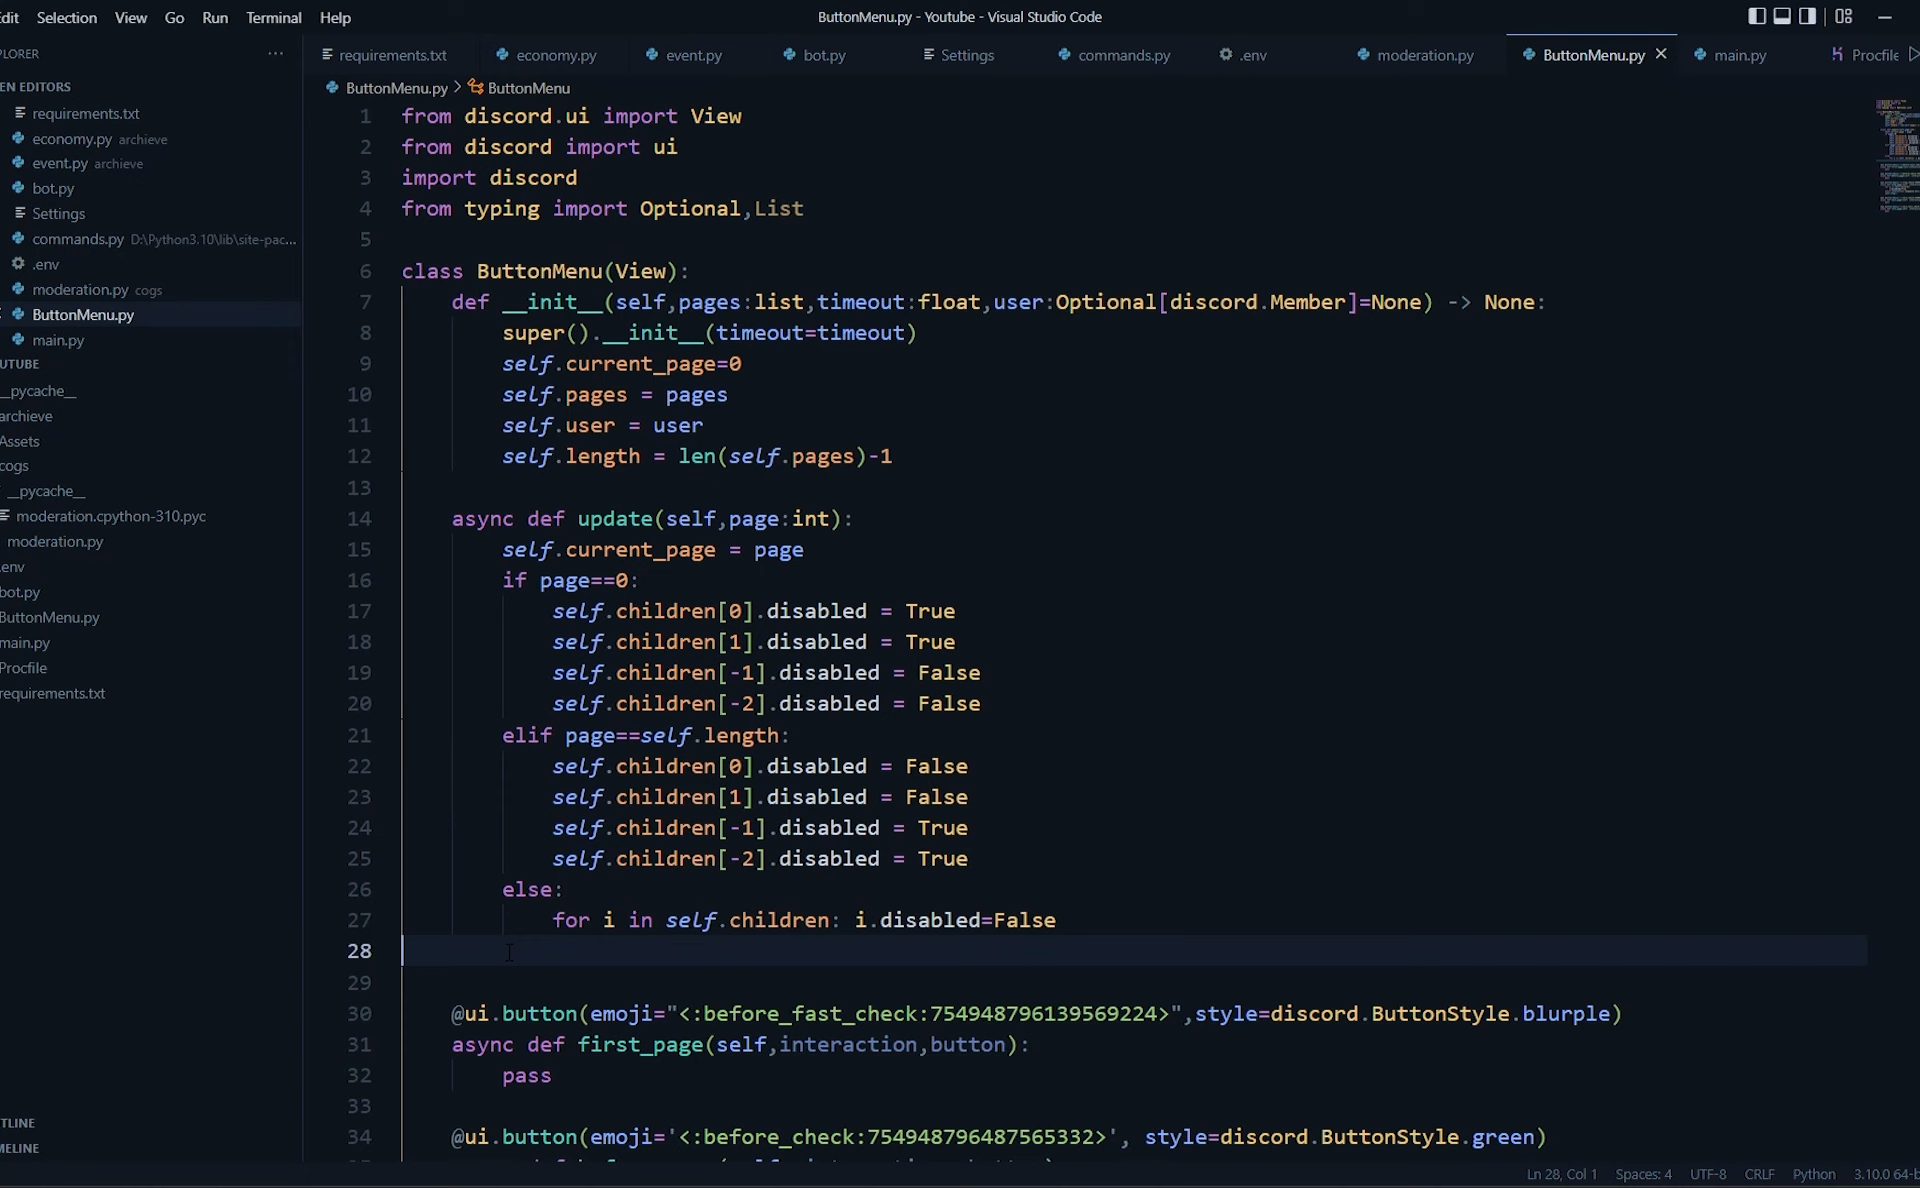 Selection View Go Run Terminal Help
ButtonMenu.py - Youtube - Visual Studio Code
requirements.txt economy.py event.py bot.py Settings commands.py .env moderation.py ButtonMenu.py main.py Procfile
ButtonMenu.py > ButtonMenu
PLORER
EN EDITORS
requirements.txt
economy.py archieve
event.py archieve
bot.py
Settings
commands.py D:\Python3.10\lib\site-pac...
.env
moderation.py cogs
ButtonMenu.py
main.py
UTUBE
__pycache__
archieve
Assets
cogs
__pycache__
moderation.cpython-310.pyc
moderation.py
.env
bot.py
ButtonMenu.py
main.py
Procfile
requirements.txt
TLINE
MELINE
1 from discord.ui import View
2 from discord import ui
3 import discord
4 from typing import Optional,List
5
6 class ButtonMenu(View):
7 def __init__(self,pages:list,timeout:float,user:Optional[discord.Member]=None) -> None:
8 super().__init__(timeout=timeout)
9 self.current_page=0
10 self.pages = pages
11 self.user = user
12 self.length = len(self.pages)-1
13
14 async def update(self,page:int):
15 self.current_page = page
16 if page==0:
17 self.children[0].disabled = True
18 self.children[1].disabled = True
19 self.children[-1].disabled = False
20 self.children[-2].disabled = False
21 elif page==self.length:
22 self.children[0].disabled = False
23 self.children[1].disabled = False
24 self.children[-1].disabled = True
25 self.children[-2].disabled = True
26 else:
27 for i in self.children: i.disabled=False
28
29
30 @ui.button(emoji="<:before_fast_check:754948796139569224>",style=discord.ButtonStyle.blurple)
31 async def first_page(self,interaction,button):
32 pass
33
34 @ui.button(emoji='<:before_check:754948796487565332>', style=discord.ButtonStyle.green)
Ln 28, Col 1 Spaces: 4 UTF-8 CRLF Python 3.10.0 64-b